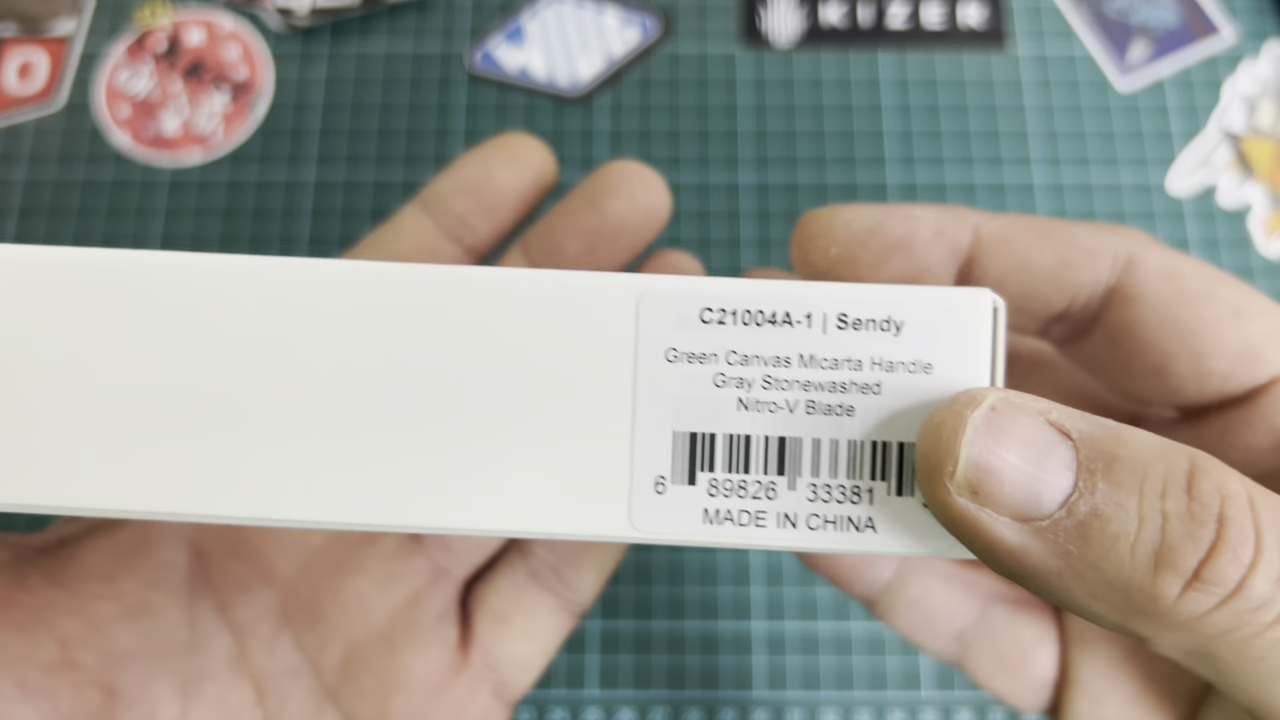 KIZER
C21004A-1 | Sendy
Green Canvas Micarta Handle
Gray Stonewashed
Nitro-V Blade
6 89826 33381
MADE IN CHINA